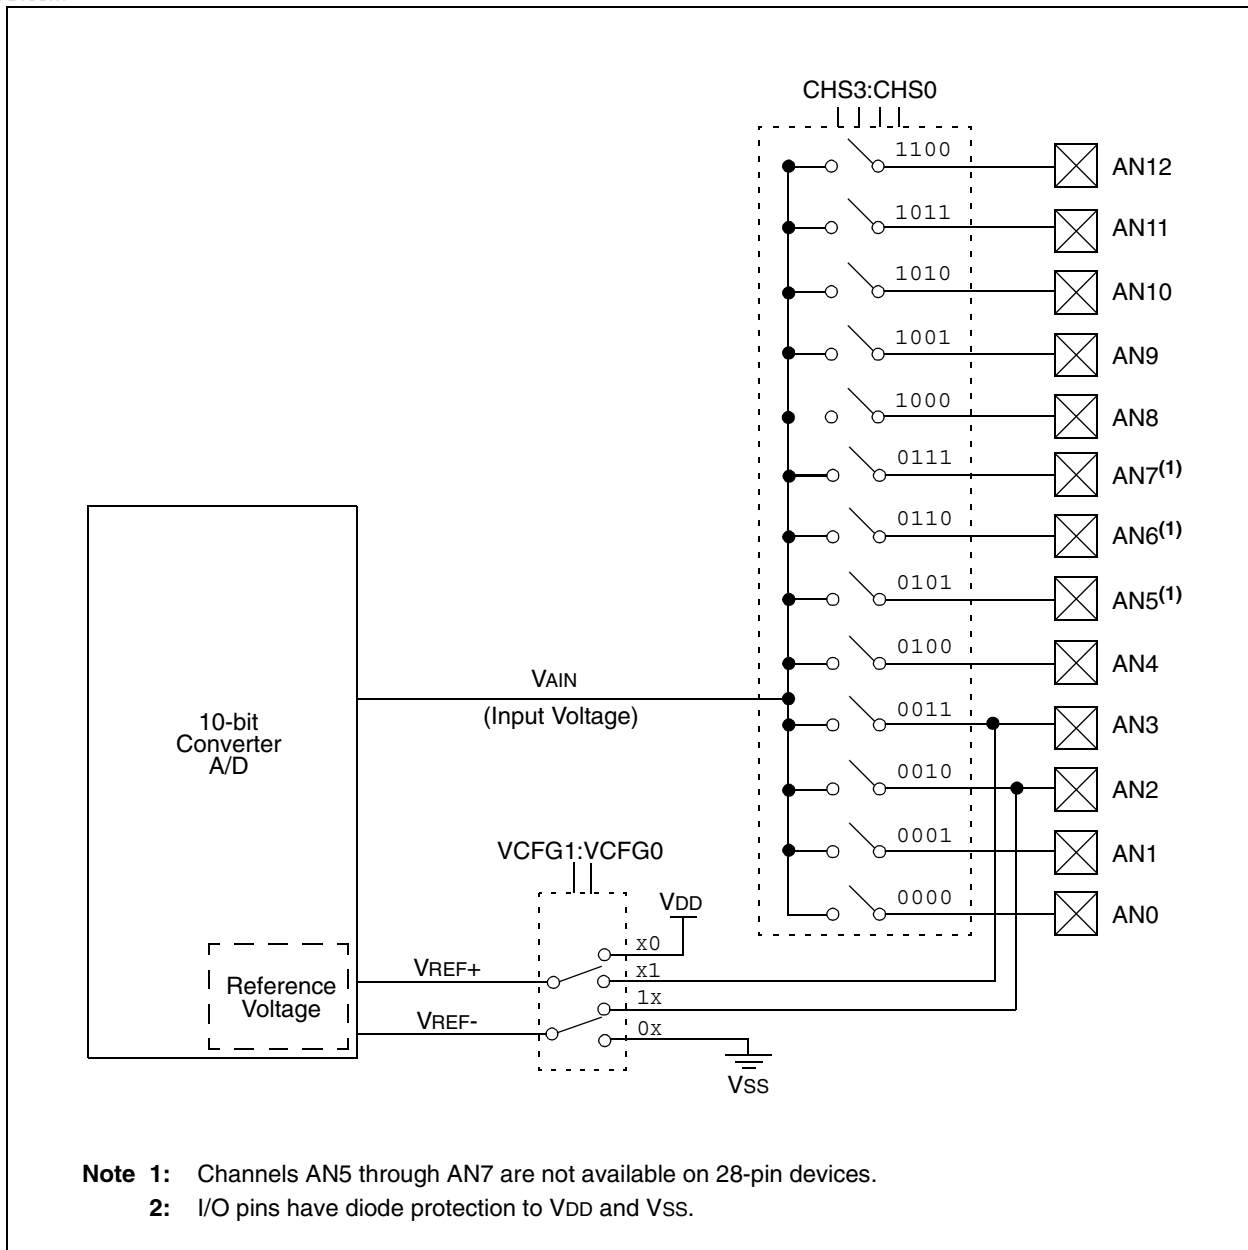 CHS3:CHS0
1100
AN12
1011
AN11
1010
AN10
1001
AN9
1000
AN8
0111
AN7(1)
0110
AN6(1)
0101
AN5(1)
0100
AN4
VAIN
(Input Voltage)
0011
AN3
10-bit
Converter
A/D
0010
AN2
0001
AN1
VCFG1:VCFG0
0000
AN0
VDD
x0
VREF+
x1
Reference
Voltage
1x
VREF-
0x
VSS
Note 1: Channels AN5 through AN7 are not available on 28-pin devices.
2: I/O pins have diode protection to VDD and VSS.